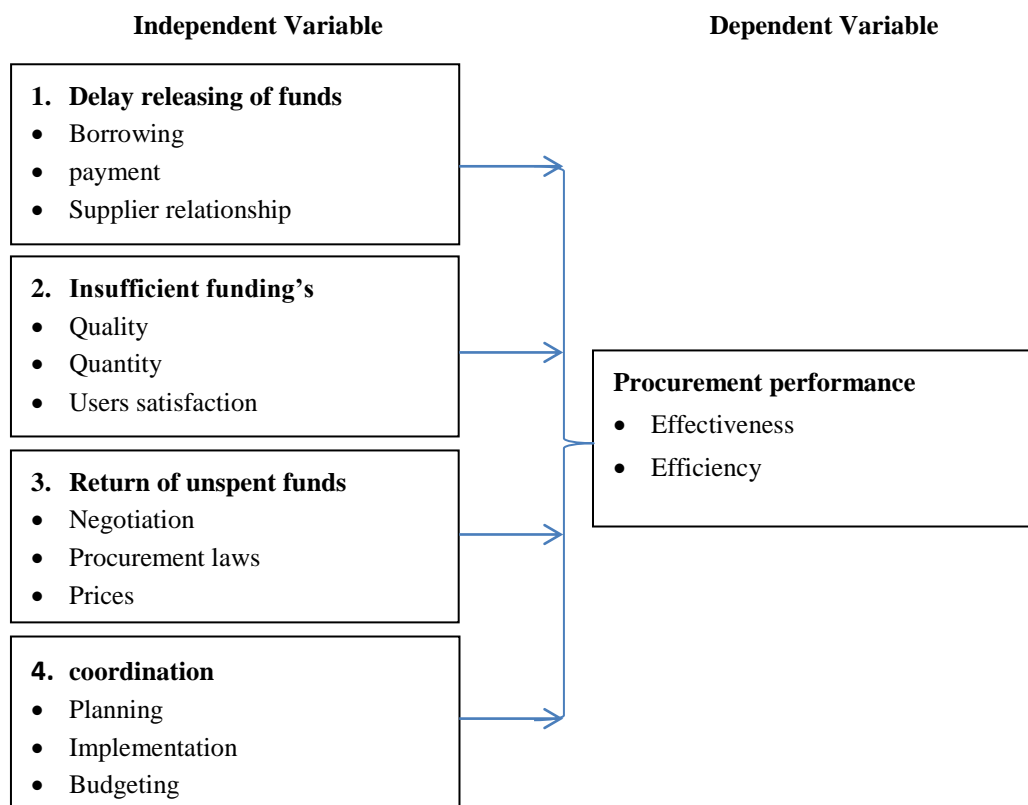 Independent Variable
Dependent Variable
1. Delay releasing of funds
• Borrowing
• payment
• Supplier relationship
2. Insufficient funding’s
• Quality
• Quantity
• Users satisfaction
3. Return of unspent funds
• Negotiation
• Procurement laws
• Prices
4. coordination
• Planning
• Implementation
• Budgeting
Procurement performance
• Effectiveness
• Efficiency